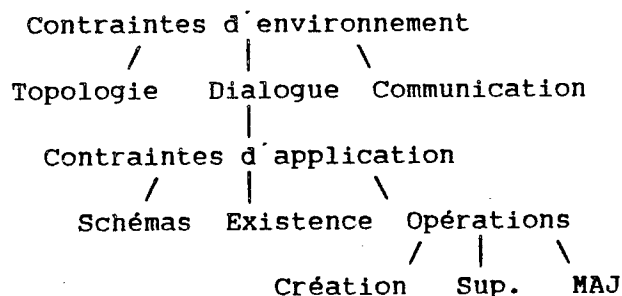 Contraintes d'environnement
Topologie Dialogue Communication
Contraintes d'application
Schémas Existence Opérations
Création Sup. MAJ